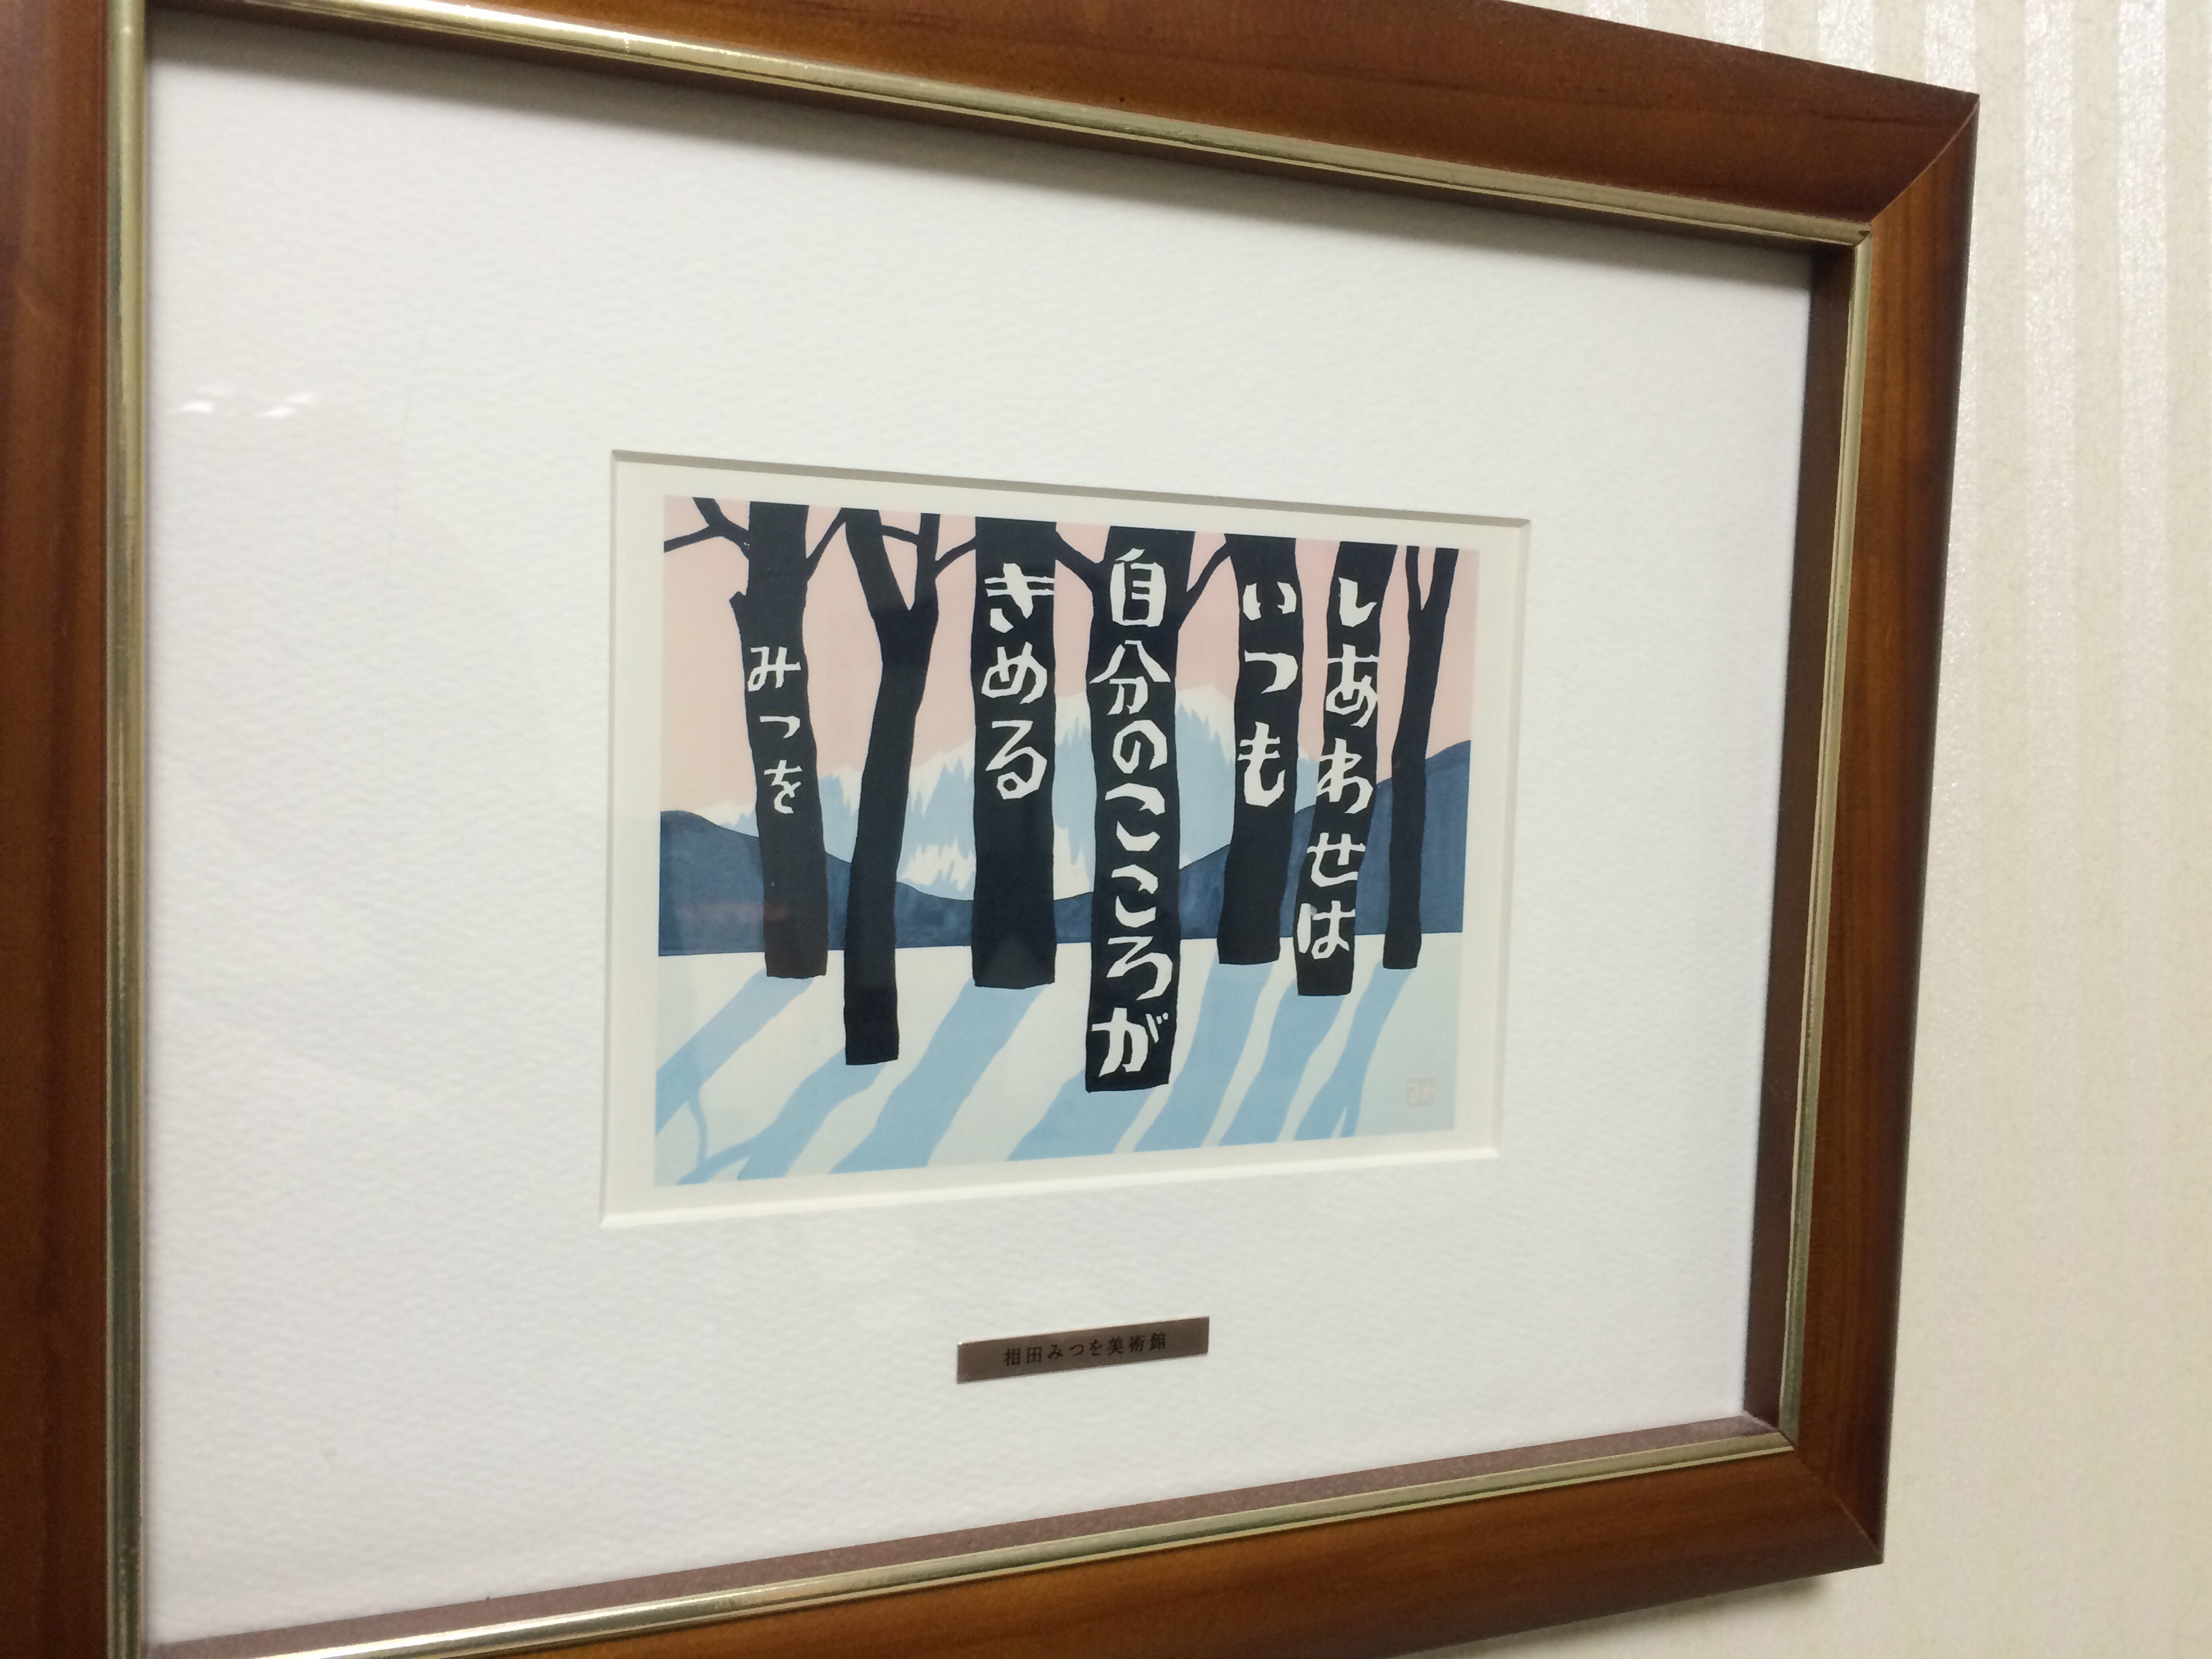 しあわせは
いつも
自分のこころが
きめる
みつを
相田みつを美術館